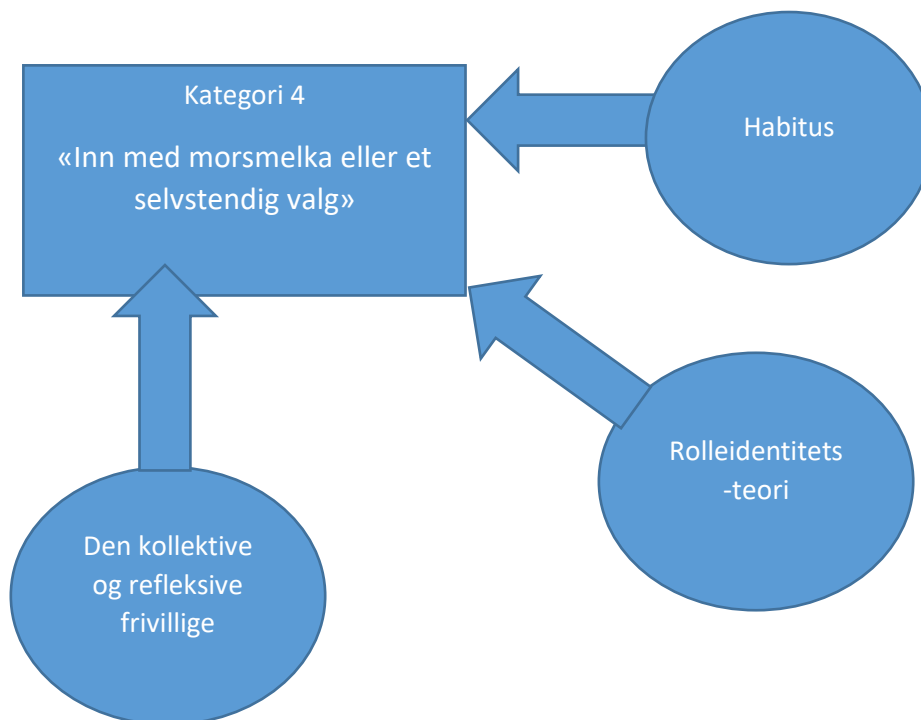 Kategori 4
«Inn med morsmelka eller et
selvstendig valg»
Habitus
Rolleidentitets
-teori
Den kollektive
og refleksive
frivillige